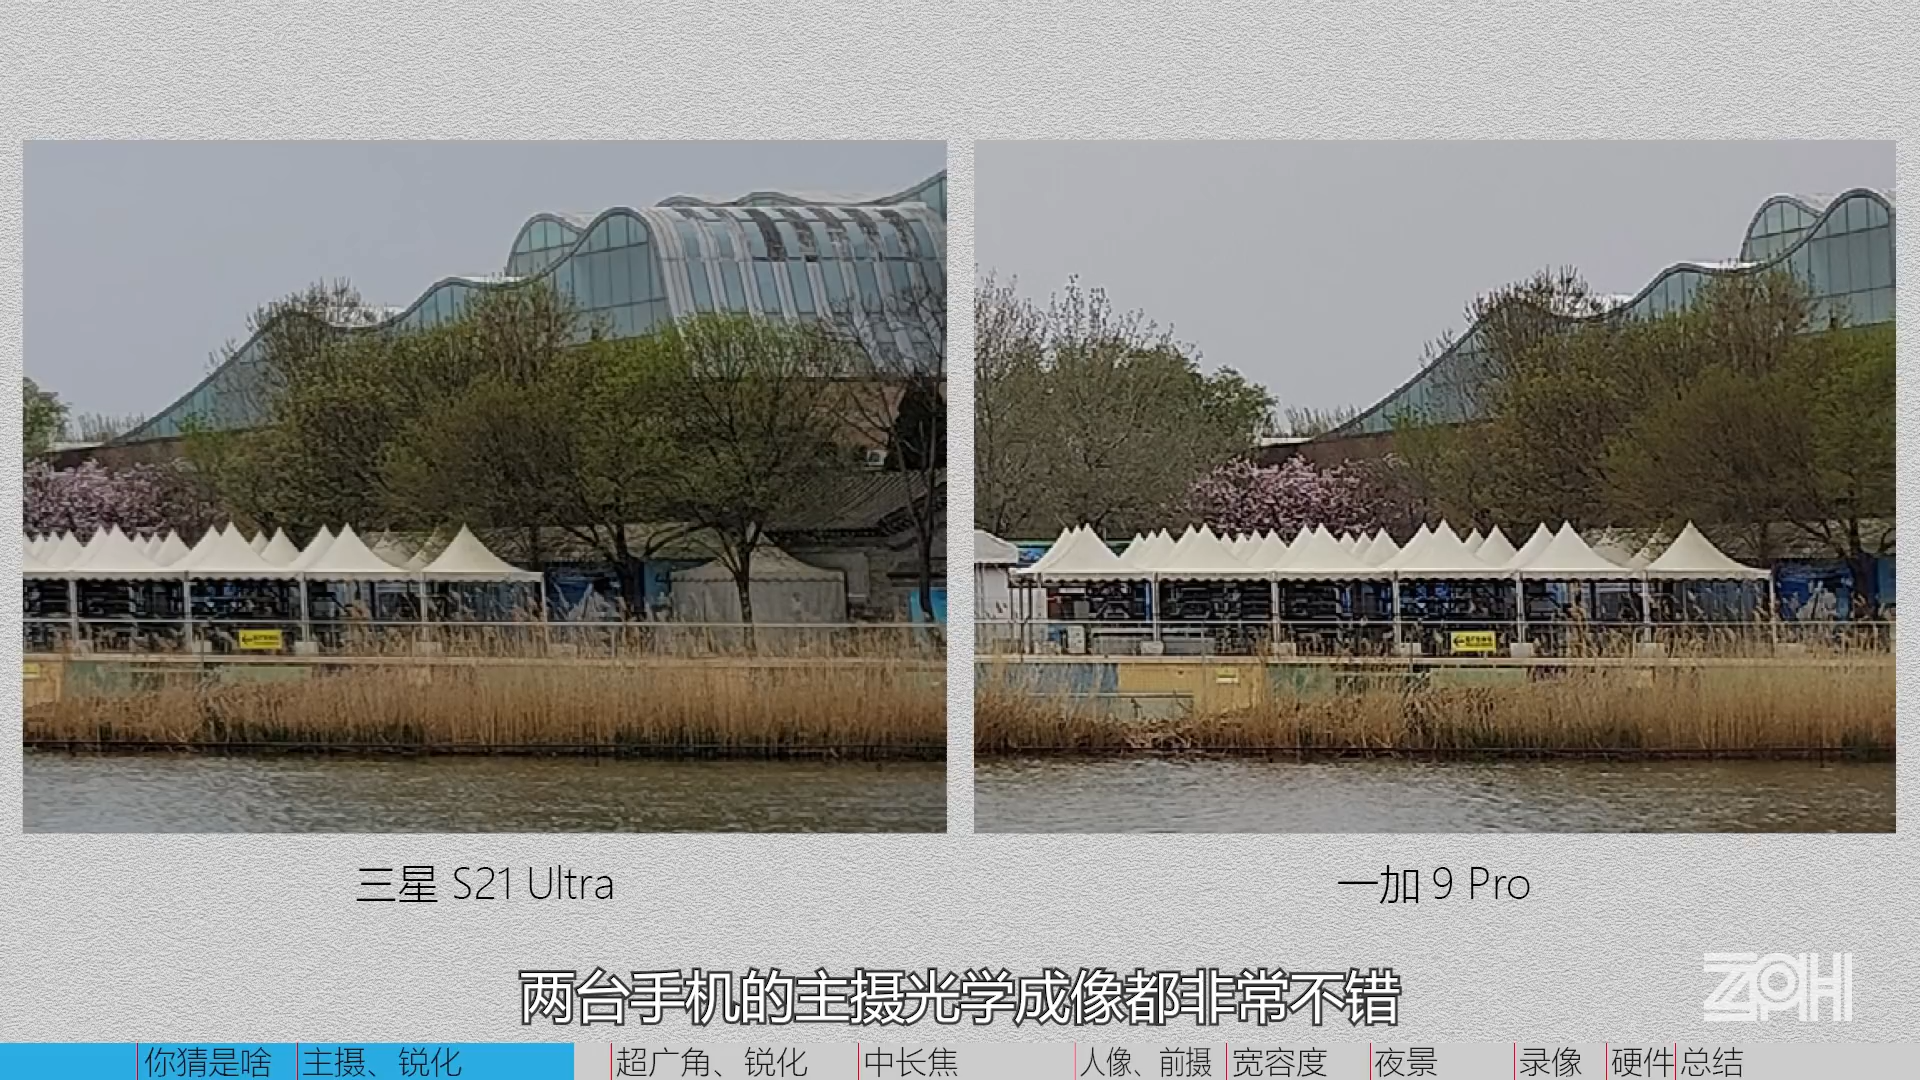 三星 S21 Ultra
一加 9 Pro
两台手机的主摄光学成像都非常不错
ZPH
你猜是啥
主摄、锐化
超广角、锐化
中长焦
人像、前摄
宽容度
夜景
录像
硬件
总结